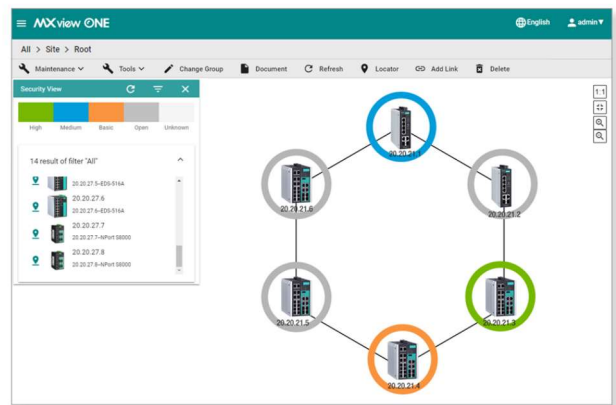 MXview ONE
English
admin
All > Site > Root
Maintenance
Tools
Change Group
Document
Refresh
Locator
Add Link
Delete
Security View
High
Medium
Basic
Open
Unknown
14 result of filter "All"
20.20.27.5–EDS-516A
20.20.27.6
20.20.27.6–EDS-516A
20.20.27.7
20.20.27.7–NPort S8000
20.20.27.8
20.20.27.8–NPort S8000
1:1
20.20.21.1
20.20.21.6
20.20.21.2
20.20.21.5
20.20.21.3
20.20.21.4